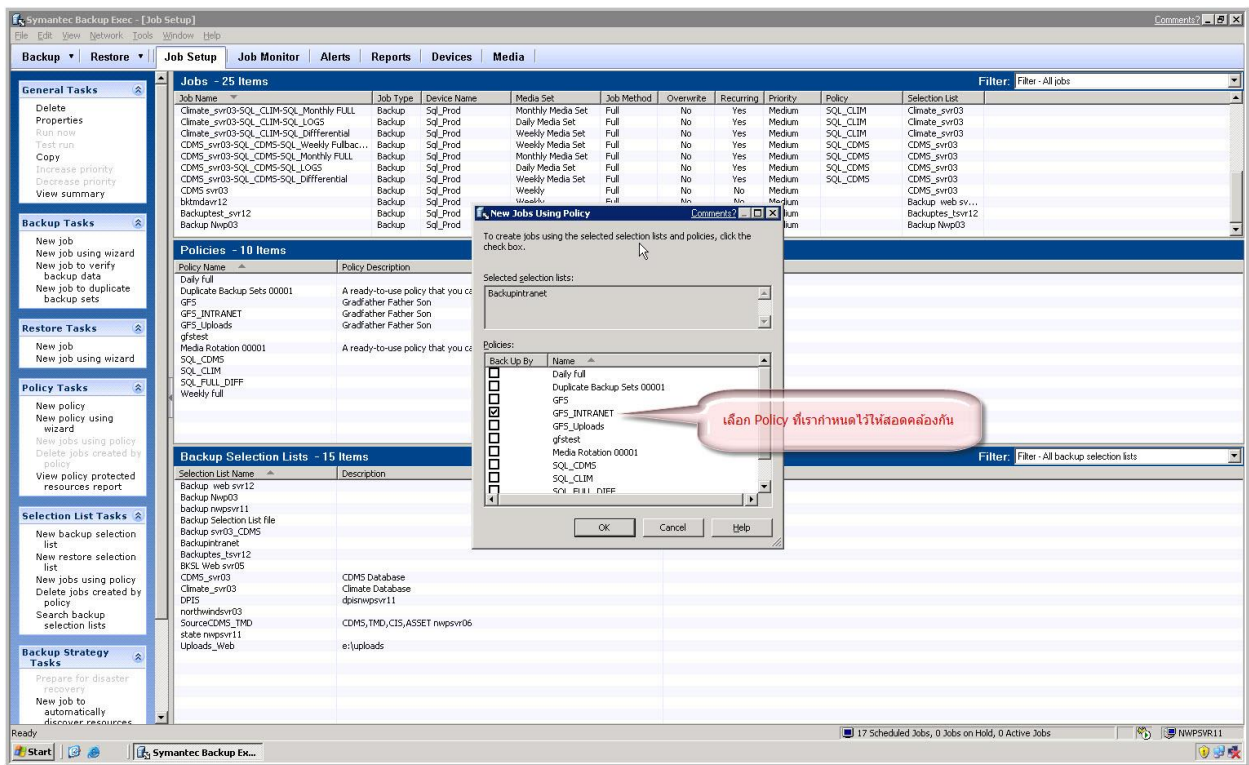 Symantec Backup Exec - [Job Setup]
Comments?
File Edit View Network Tools Window Help
Backup Restore Job Setup Job Monitor Alerts Reports Devices Media
General Tasks
Delete
Properties
Run now
Test run
Copy
Increase priority
Decrease priority
View summary
Backup Tasks
New job
New job using wizard
New job to verify
backup data
New job to duplicate
backup sets
Restore Tasks
New job
New job using wizard
Policy Tasks
New policy
New policy using
wizard
New jobs using policy
Delete jobs created by
policy
View policy protected
resources report
Selection List Tasks
New backup selection
list
New restore selection
list
New jobs using policy
Delete jobs created by
policy
Search backup
selection lists
Backup Strategy
Tasks
Prepare for disaster
recovery
New job to
automatically
discover resources
Jobs - 25 Items
Filter: Filter - All jobs
Job Name Job Type Device Name Media Set Job Method Overwrite Recurring Priority Policy Selection List
Climate_svr03-SQL_CLIM-SQL_Monthly FULL Backup Sql_Prod Monthly Media Set Full No Yes Medium SQL_CLIM Climate_svr03
Climate_svr03-SQL_CLIM-SQL_LOGS Backup Sql_Prod Daily Media Set Full No Yes Medium SQL_CLIM Climate_svr03
Climate_svr03-SQL_CLIM-SQL_Diffferential Backup Sql_Prod Weekly Media Set Full No Yes Medium SQL_CLIM Climate_svr03
CDMS_svr03-SQL_CDMS-SQL_Weekly Fullbac... Backup Sql_Prod Weekly Media Set Full No Yes Medium SQL_CDMS CDMS_svr03
CDMS_svr03-SQL_CDMS-SQL_Monthly FULL Backup Sql_Prod Monthly Media Set Full No Yes Medium SQL_CDMS CDMS_svr03
CDMS_svr03-SQL_CDMS-SQL_LOGS Backup Sql_Prod Daily Media Set Full No Yes Medium SQL_CDMS CDMS_svr03
CDMS_svr03-SQL_CDMS-SQL_Diffferential Backup Sql_Prod Weekly Media Set Full No Yes Medium SQL_CDMS CDMS_svr03
CDMS svr03 Backup Sql_Prod Weekly Full No No Medium CDMS_svr03
bktmdavr12 Backup Sql_Prod Weekly Full No No Medium Backup web sv...
Backuptest_svr12 Backup Sql_Prod Backuptes_tsvr12
Backup Nwp03 Backup Sql_Prod Backup Nwp03
Policies - 10 Items
Policy Name Policy Description
Daily full
Duplicate Backup Sets 00001 A ready-to-use policy that you ca
GFS Gradfather Father Son
GFS_INTRANET Gradfather Father Son
GFS_Uploads Gradfather Father Son
gfstest
Media Rotation 00001 A ready-to-use policy that you ca
SQL_CDMS
SQL_CLIM
SQL_FULL_DIFF
Weekly full
New Jobs Using Policy Comments?
To create jobs using the selected selection lists and policies, click the
check box.
Selected selection lists:
Backupintranet
Policies:
Back Up By Name
Daily full
Duplicate Backup Sets 00001
GFS
GFS_INTRANET
GFS_Uploads
gfstest
Media Rotation 00001
SQL_CDMS
SQL_CLIM
SQL_FULL_DIFF
OK Cancel Help
เลือก Policy ที่เรากำหนดไว้ให้สอดคล้องกัน
Backup Selection Lists - 15 Items
Filter: Filter - All backup selection lists
Selection List Name Description
Backup web svr12
Backup Nwp03
backup nwpsvr11
Backup Selection List file
Backup svr03_CDMS
Backupintranet
Backuptes_tsvr12
BKSL Web svr05
CDMS_svr03 CDMS Database
Climate_svr03 Climate Database
DPIS dpisnwpsvr11
northwindsvr03
SourceCDMS_TMD CDMS,TMD,CIS,ASSET nwpsvr06
state nwpsvr11
Uploads_Web e:\uploads
Ready
17 Scheduled Jobs, 0 Jobs on Hold, 0 Active Jobs
NWPSVR11
Start
Symantec Backup Ex...